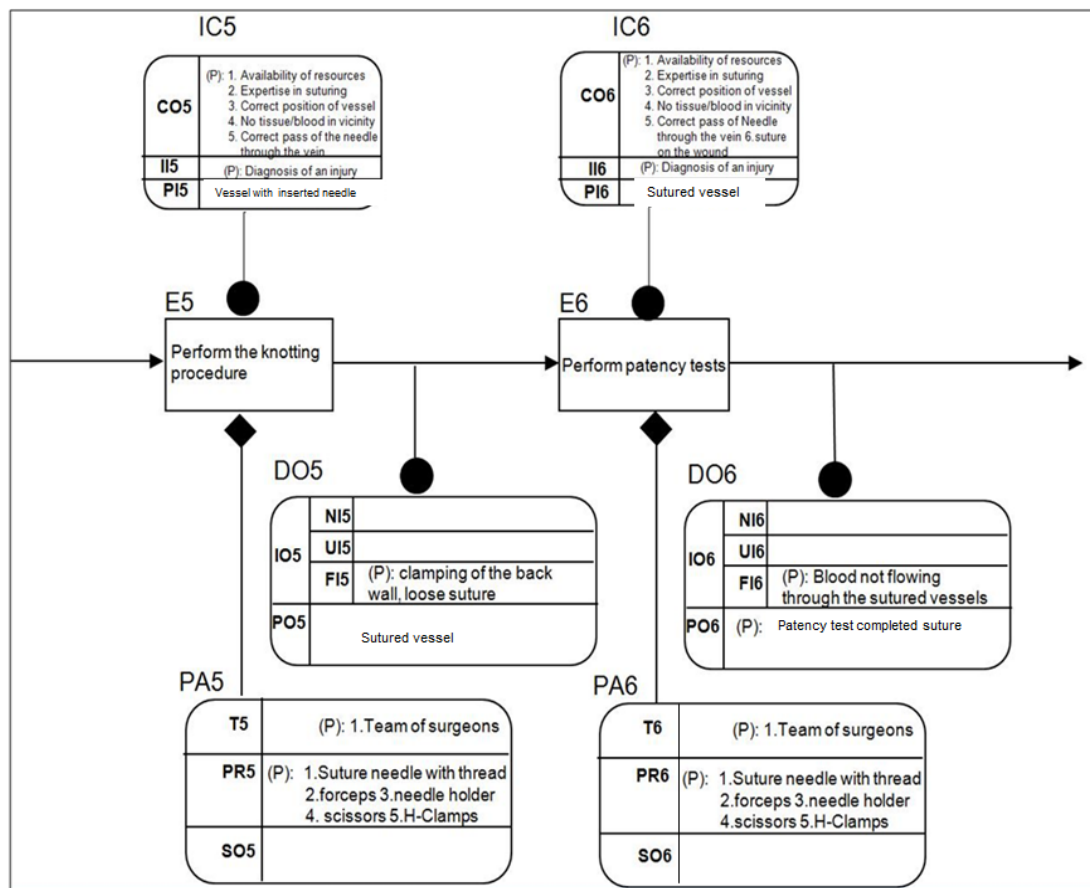 IC5
CO5
(P): 1. Availability of resources
2. Expertise in suturing
3. Correct position of vessel
4. No tissue/blood in vicinity
5. Correct pass of the needle
through the vein
II5
(P): Diagnosis of an injury
PI5
Vessel with inserted needle
IC6
CO6
(P): 1. Availability of resources
2. Expertise in suturing
3. Correct position of vessel
4. No tissue/blood in vicinity
5. Correct pass of Needle
through the vein 6.suture
on the wound
II6
(P): Diagnosis of an injury
PI6
Sutured vessel
E5
Perform the knotting
procedure
E6
Perform patency tests
DO5
IO5
NI5
UI5
FI5
(P): clamping of the back
wall, loose suture
PO5
Sutured vessel
DO6
IO6
NI6
UI6
FI6
(P): Blood not flowing
through the sutured vessels
PO6
(P): Patency test completed suture
PA5
T5
(P): 1.Team of surgeons
PR5
(P): 1.Suture needle with thread
2.forceps 3.needle holder
4. scissors 5.H-Clamps
SO5
PA6
T6
(P): 1.Team of surgeons
PR6
(P): 1.Suture needle with thread
2.forceps 3.needle holder
4.scissors 5.H-Clamps
SO6